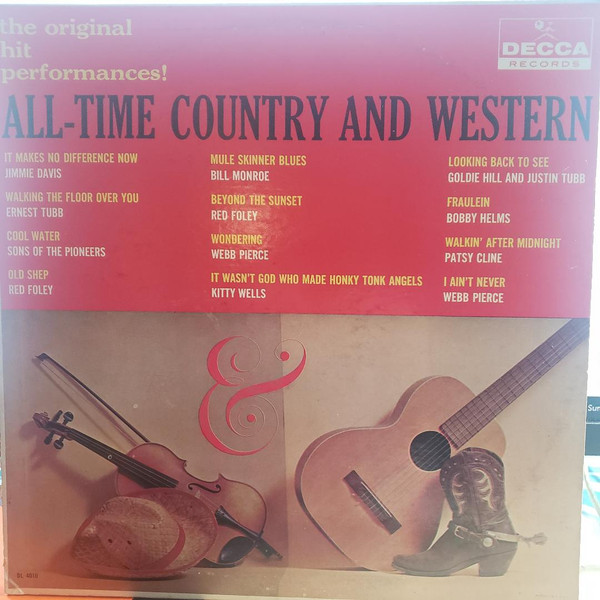 the original
hit
performances!
DECCA
RECORDS
ALL-TIME COUNTRY AND WESTERN
IT MAKES NO DIFFERENCE NOW
JIMMIE DAVIS
WALKING THE FLOOR OVER YOU
ERNEST TUBB
COOL WATER
SONS OF THE PIONEERS
OLD SHEP
RED FOLEY
MULE SKINNER BLUES
BILL MONROE
BEYOND THE SUNSET
RED FOLEY
WONDERING
WEBB PIERCE
IT WASN'T GOD WHO MADE HONKY TONK ANGELS
KITTY WELLS
LOOKING BACK TO SEE
GOLDIE HILL AND JUSTIN TUBB
FRAULEIN
BOBBY HELMS
WALKIN' AFTER MIDNIGHT
PATSY CLINE
I AIN'T NEVER
WEBB PIERCE
&